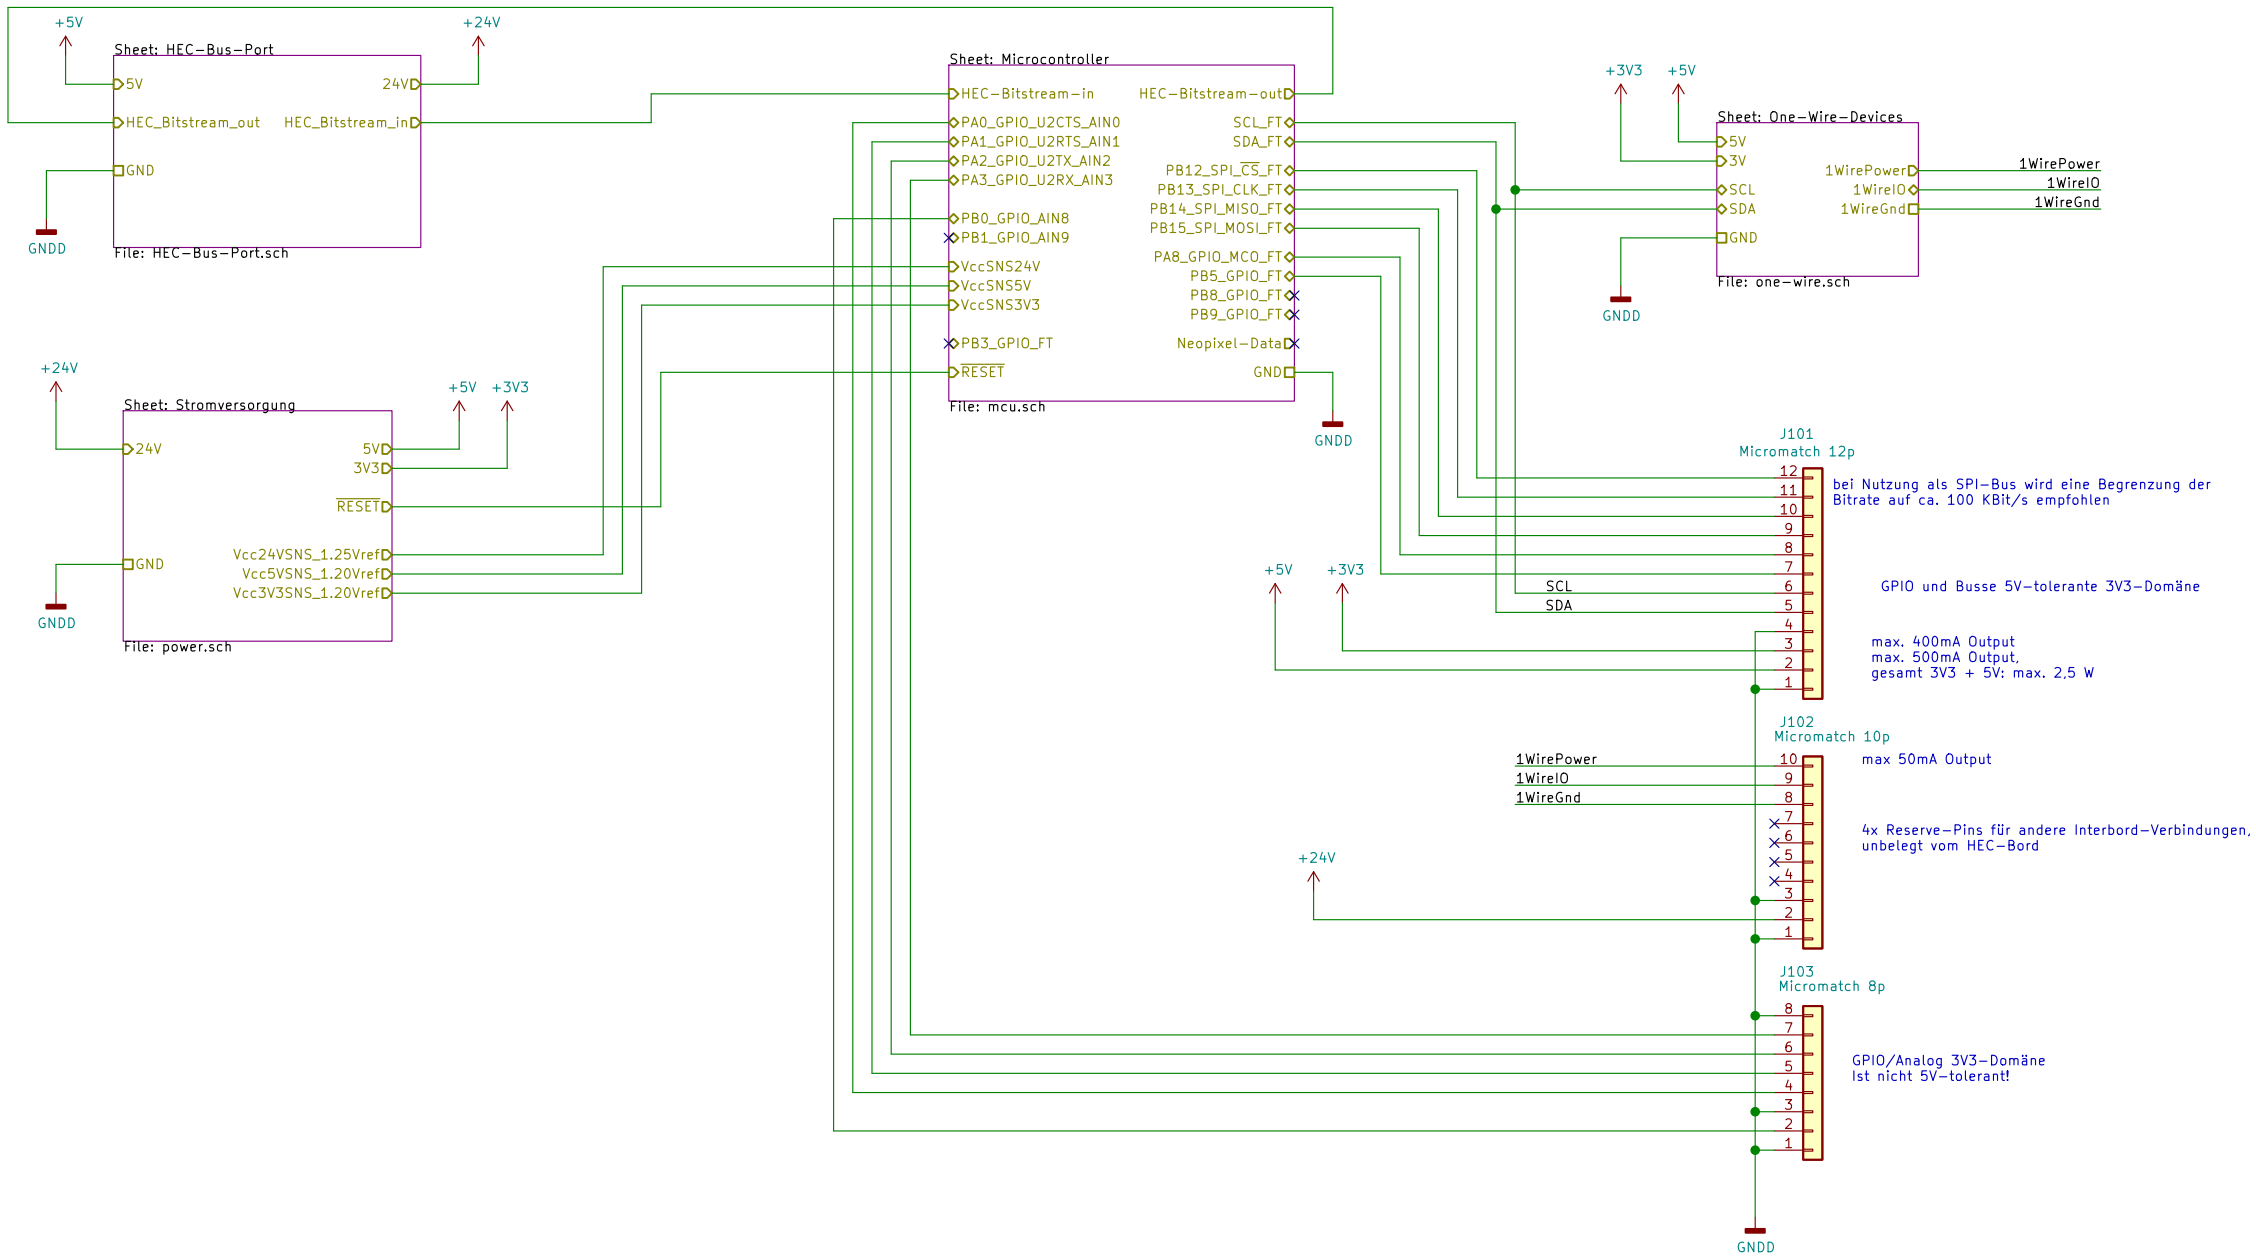 +5V
+24V
Sheet: HEC-Bus-Port
5V
24V
HEC_Bitstream_out
HEC_Bitstream_in
GND
GNDD
File: HEC-Bus-Port.sch
Sheet: Microcontroller
HEC-Bitstream-in
HEC-Bitstream-out
PA0_GPIO_U2CTS_AIN0
SCL_FT
PA1_GPIO_U2RTS_AIN1
SDA_FT
PA2_GPIO_U2TX_AIN2
PB12_SPI_CS_FT
PA3_GPIO_U2RX_AIN3
PB13_SPI_CLK_FT
PB14_SPI_MISO_FT
PB0_GPIO_AIN8
PB15_SPI_MOSI_FT
PB1_GPIO_AIN9
PA8_GPIO_MCO_FT
VccSNS24V
PB5_GPIO_FT
VccSNS5V
PB8_GPIO_FT
VccSNS3V3
PB9_GPIO_FT
PB3_GPIO_FT
Neopixel-Data
RESET
GND
File: mcu.sch
GNDD
+3V3
+5V
Sheet: One-Wire-Devices
5V
3V
1WirePower
SCL
1WireIO
SDA
1WireGnd
GND
File: one-wire.sch
GNDD
1WirePower
1WireIO
1WireGnd
+24V
+5V
+3V3
Sheet: Stromversorgung
24V
5V
3V3
RESET
Vcc24VSNS_1.25Vref
GND
Vcc5VSNS_1.20Vref
Vcc3V3SNS_1.20Vref
GNDD
File: power.sch
J101
Micromatch 12p
12
11
10
9
8
7
6
5
4
3
2
1
bei Nutzung als SPI-Bus wird eine Begrenzung der
Bitrate auf ca. 100 KBit/s empfohlen
+5V
+3V3
SCL
SDA
GPIO und Busse 5V-tolerante 3V3-Domäne
max. 400mA Output
max. 500mA Output,
gesamt 3V3 + 5V: max. 2,5 W
J102
Micromatch 10p
1WirePower
1WireIO
1WireGnd
10
9
8
7
6
5
4
3
2
1
max 50mA Output
4x Reserve-Pins für andere Interbord-Verbindungen,
unbelegt vom HEC-Bord
+24V
J103
Micromatch 8p
8
7
6
5
4
3
2
1
GPIO/Analog 3V3-Domäne
Ist nicht 5V-tolerant!
GNDD